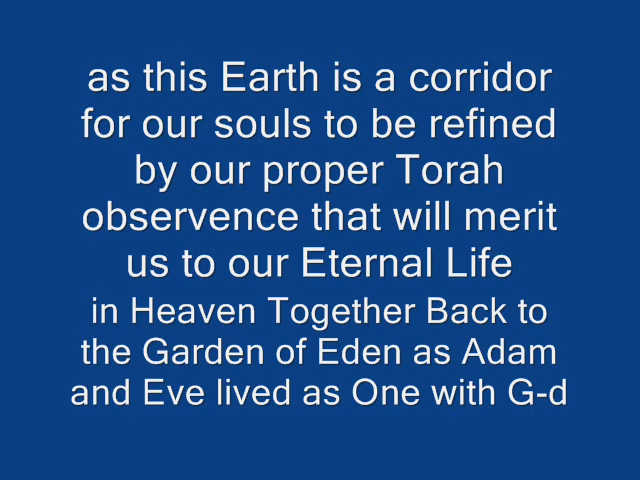 as this Earth is a corridor
for our souls to be refined
by our proper Torah
observence that will merit
us to our Eternal Life
in Heaven Together Back to
the Garden of Eden as Adam
and Eve lived as One with G-d